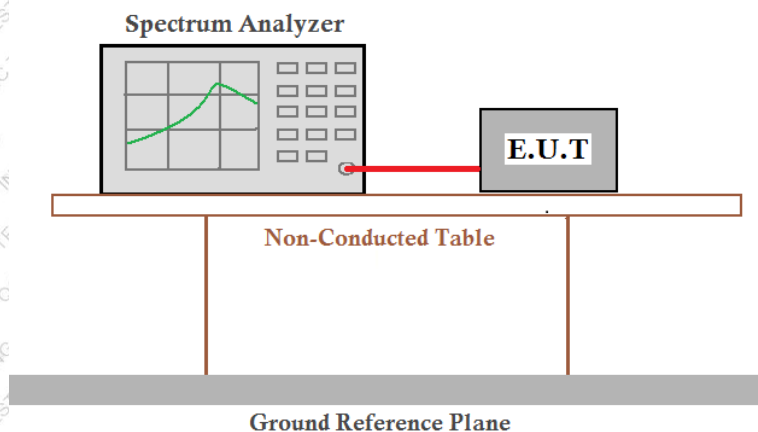 Spectrum Analyzer
E.U.T
Non-Conducted Table
Ground Reference Plane